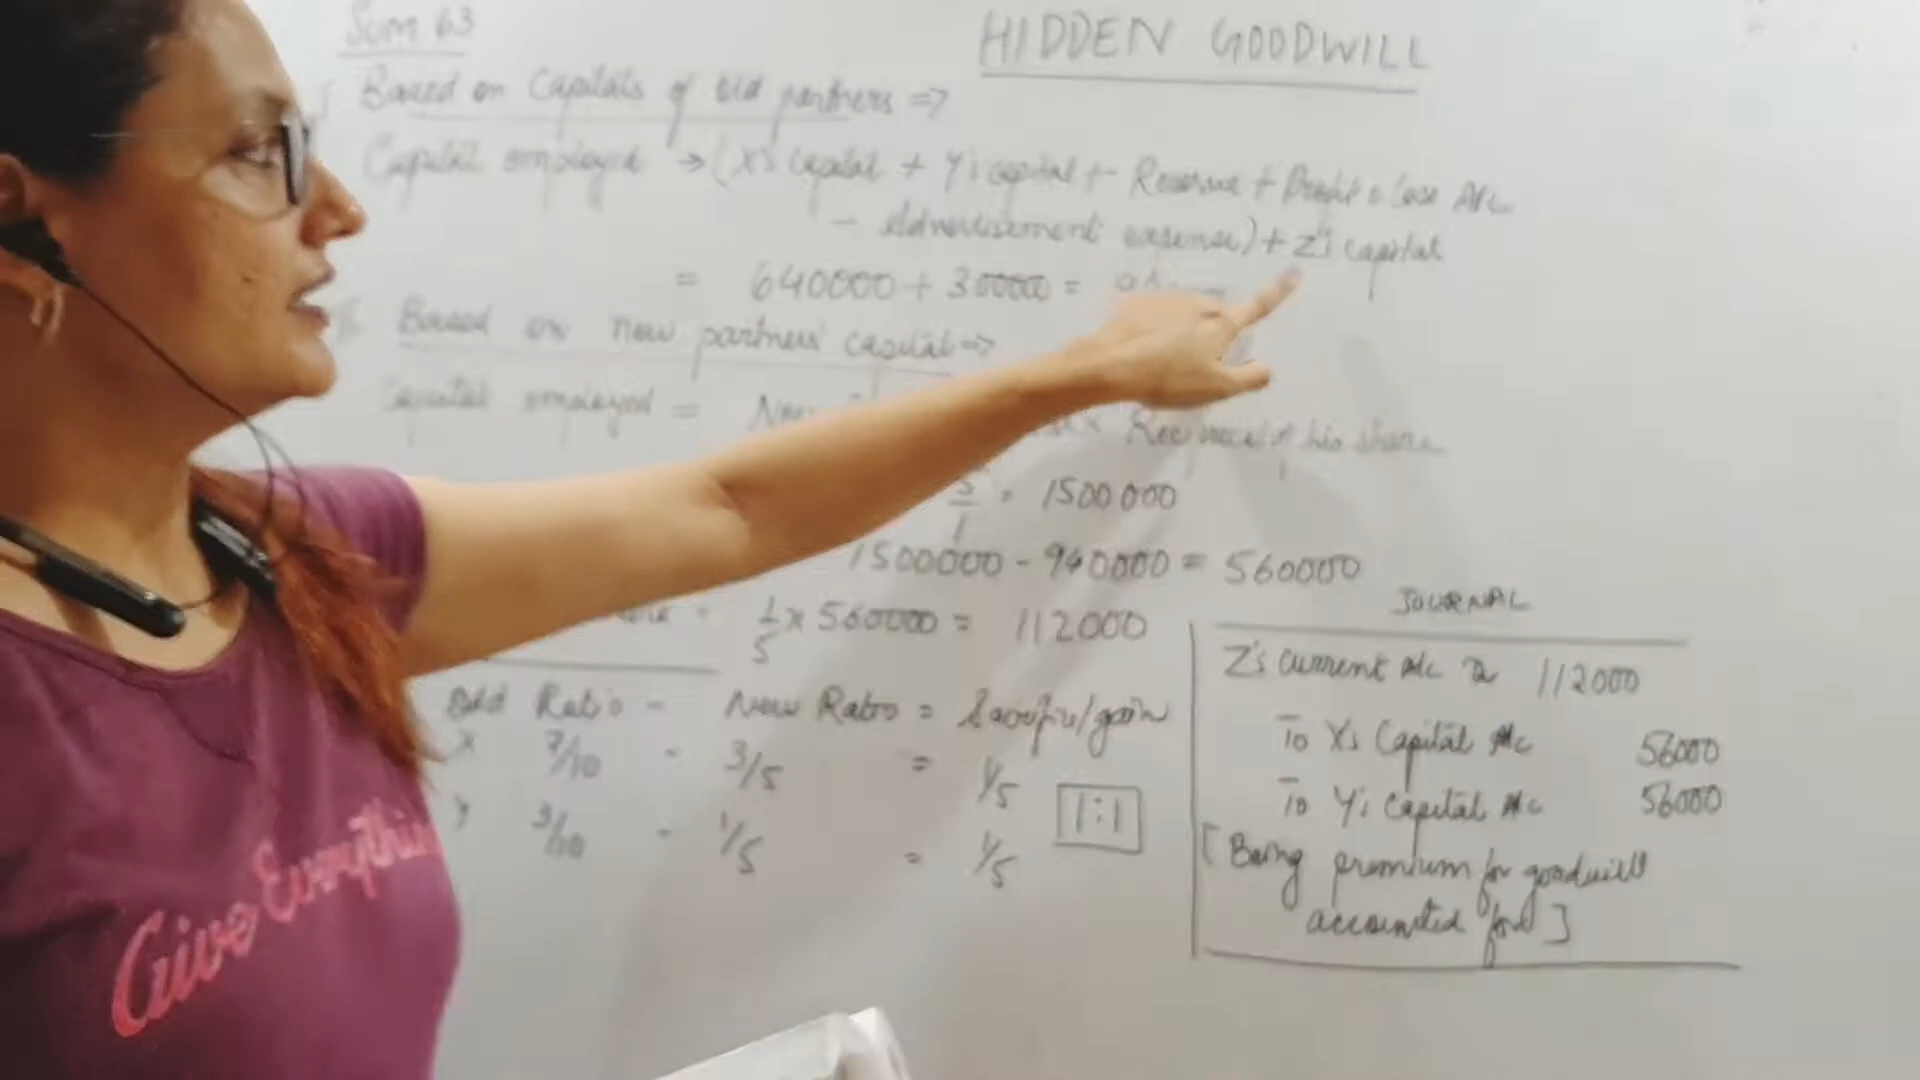 Sum 63
HIDDEN GOODWILL
I Based on Capitals of old partners =>
Capital employed → (X's Capital + Y's capital + Reserve + Profit & Loss A/c
- Advertisement expense) + Z's capital
= 640000 + 300000 =
II Based on new partners' capital =>
Capital employed = × Reciprocal of his share
5/1 = 1500000
1500000 - 940000 = 560000
1/5 × 560000 = 112000
Old Ratio - New Ratio = Sacrifice/gain
X 7/10 - 3/5 = 1/5
Y 3/10 - 1/5 = 1/5
1:1
JOURNAL
Z's Current A/c Dr 112000
To X's Capital A/c 56000
To Y's Capital A/c 56000
[Being premium for goodwill
accounted for]
Give Everything